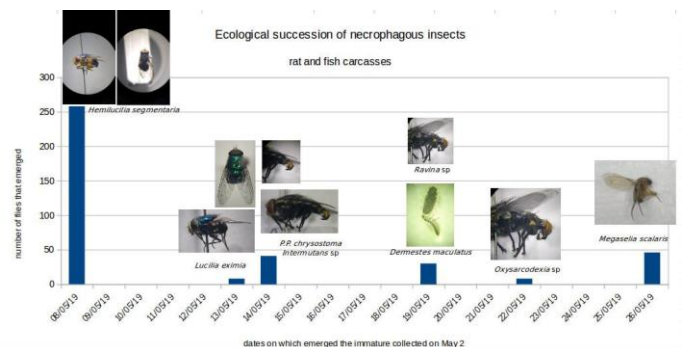 Ecological succession of necrophagous insects
rat and fish carcasses
300
250
200
150
100
50
0
number of flies that emerged
Hemilucilia segmentaria
Lucilia eximia
P.P. chrysostoma
Intermutans sp
Ravina sp
Dermestes maculatus
Oxysarcodexia sp
Megaselia scalaris
08/05/19
09/05/19
10/05/19
11/05/19
12/05/19
13/05/19
14/05/19
15/05/19
16/05/19
17/05/19
18/05/19
19/05/19
20/05/19
21/05/19
22/05/19
23/05/19
24/05/19
25/05/19
26/05/19
dates on which emerged the immature collected on May 2